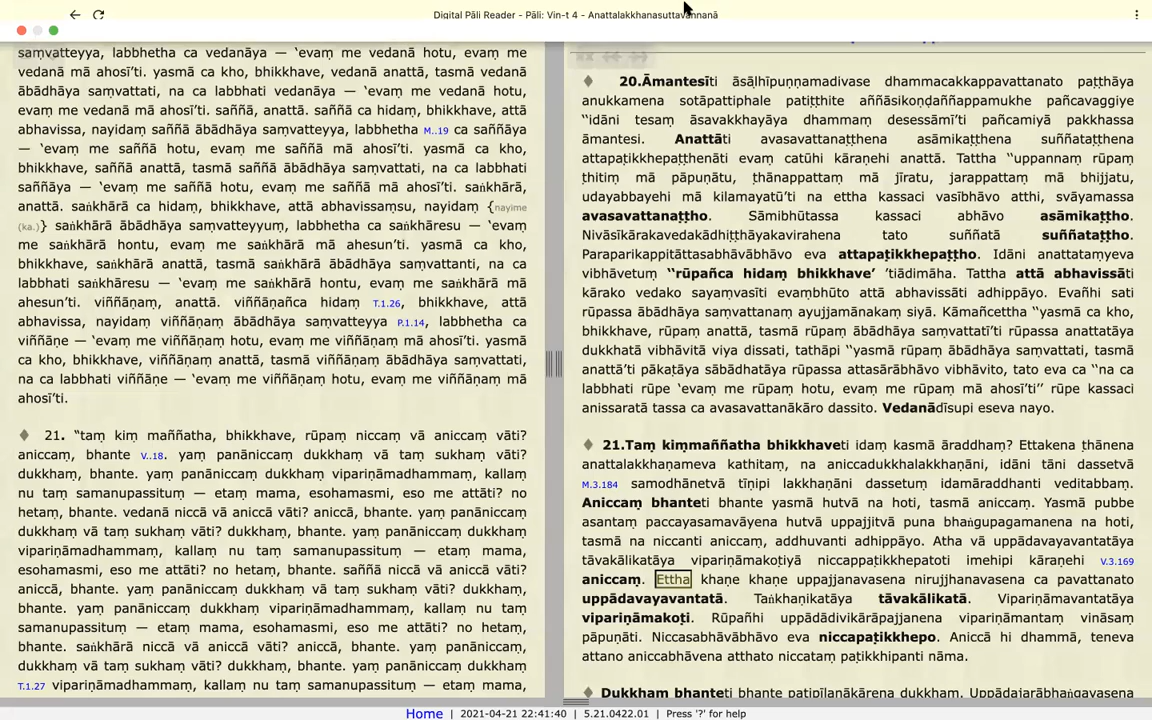 Digital Pāli Reader - Pāli: Vin-t 4 - Anattalakkhanasuttavannanā
saṃvatteyya, labbhetha ca vedanāya — ‘evaṃ me vedanā hotu, evaṃ me
vedanā mā ahosī’ti. yasmā ca kho, bhikkhave, vedanā anattā, tasmā vedanā
ābādhāya saṃvattati, na ca labbhati vedanāya — ‘evaṃ me vedanā hotu,
evaṃ me vedanā mā ahosī’ti. saññā, anattā. saññā ca hidaṃ, bhikkhave, attā
abhavissa, nayidaṃ saññā ābādhāya saṃvatteyya, labbhetha M..19 ca saññāya
— ‘evaṃ me saññā hotu, evaṃ me saññā mā ahosī’ti. yasmā ca kho,
bhikkhave, saññā anattā, tasmā saññā ābādhāya saṃvattati, na ca labbhati
saññāya — ‘evaṃ me saññā hotu, evaṃ me saññā mā ahosī’ti. saṅkhārā,
anattā. saṅkhārā ca hidaṃ, bhikkhave, attā abhavissaṃsu, nayidaṃ {nayime
(ka.)} saṅkhārā ābādhāya saṃvatteyyuṃ, labbhetha ca saṅkhāresu — ‘evaṃ
me saṅkhārā hontu, evaṃ me saṅkhārā mā ahesun’ti. yasmā ca kho,
bhikkhave, saṅkhārā anattā, tasmā saṅkhārā ābādhāya saṃvattanti, na ca
labbhati saṅkhāresu — ‘evaṃ me saṅkhārā hontu, evaṃ me saṅkhārā mā
ahesun’ti. viññāṇaṃ, anattā. viññāṇañca hidaṃ T.1.26, bhikkhave, attā
abhavissa, nayidaṃ viññāṇaṃ ābādhāya saṃvatteyya P.1.14, labbhetha ca
viññāṇe — ‘evaṃ me viññāṇaṃ hotu, evaṃ me viññāṇaṃ mā ahosī’ti. yasmā
ca kho, bhikkhave, viññāṇaṃ anattā, tasmā viññāṇaṃ ābādhāya saṃvattati,
na ca labbhati viññāṇe — ‘evaṃ me viññāṇaṃ hotu, evaṃ me viññāṇaṃ mā
ahosī’ti.
21. “taṃ kiṃ maññatha, bhikkhave, rūpaṃ niccaṃ vā aniccaṃ vāti?
aniccaṃ, bhante V..18. yaṃ panāniccaṃ dukkhaṃ vā taṃ sukhaṃ vāti?
dukkhaṃ, bhante. yaṃ panāniccaṃ dukkhaṃ vipariṇāmadhammaṃ, kallaṃ
nu taṃ samanupassituṃ — etaṃ mama, esohamasmi, eso me attāti? no
hetaṃ, bhante. vedanā niccā vā aniccā vāti? aniccā, bhante. yaṃ panāniccaṃ
dukkhaṃ vā taṃ sukhaṃ vāti? dukkhaṃ, bhante. yaṃ panāniccaṃ dukkhaṃ
vipariṇāmadhammaṃ, kallaṃ nu taṃ samanupassituṃ — etaṃ mama,
esohamasmi, eso me attāti? no hetaṃ, bhante. saññā niccā vā aniccā vāti?
aniccā, bhante. yaṃ panāniccaṃ dukkhaṃ vā taṃ sukhaṃ vāti? dukkhaṃ,
bhante. yaṃ panāniccaṃ dukkhaṃ vipariṇāmadhammaṃ, kallaṃ nu taṃ
samanupassituṃ — etaṃ mama, esohamasmi, eso me attāti? no hetaṃ,
bhante. saṅkhārā niccā vā aniccā vāti? aniccā, bhante. yaṃ panāniccaṃ
dukkhaṃ vā taṃ sukhaṃ vāti? dukkhaṃ, bhante. yaṃ panāniccaṃ dukkhaṃ
T.1.27 vipariṇāmadhammaṃ, kallaṃ nu taṃ samanupassituṃ — etaṃ mama,
20.Āmantesīti āsāḷhīpuṇṇamadivase dhammacakkappavattanato paṭṭhāya
anukkamena sotāpattiphale patiṭṭhite aññāsikoṇḍaññappamukhe pañcavaggiye
“idāni tesaṃ āsavakkhayāya dhammaṃ desessāmī’ti pañcamiyā pakkhassa
āmantesi. Anattāti avasavattanaṭṭhena asāmikaṭṭhena suññataṭṭhena
attapaṭikkhepaṭṭhenāti evaṃ catūhi kāraṇehi anattā. Tattha “uppannaṃ rūpaṃ
ṭhitiṃ mā pāpuṇātu, ṭhānappattaṃ mā jīratu, jarappattaṃ mā bhijjatu,
udayabbayehi mā kilamayatū’ti na ettha kassaci vasībhāvo atthi, svāyamassa
avasavattanaṭṭho. Sāmibhūtassa kassaci abhāvo asāmikaṭṭho.
Nivāsīkārakavedakādhiṭṭhāyakavirahena tato suññatā suññataṭṭho.
Paraparikappitāttasabhāvābhāvo eva attapaṭikkhepaṭṭho. Idāni anattataṃyeva
vibhāvetuṃ “rūpañca hidaṃ bhikkhave’ ’tiādimāha. Tattha attā abhavissāti
kārako vedako sayaṃvasīti evaṃbhūto attā abhavissāti adhippāyo. Evañhi sati
rūpassa ābādhāya saṃvattanaṃ ayujjamānakaṃ siyā. Kāmañcettha “yasmā ca kho,
bhikkhave, rūpaṃ anattā, tasmā rūpaṃ ābādhāya saṃvattatī’ti rūpassa anattatāya
dukkhatā vibhāvitā viya dissati, tathāpi “yasmā rūpaṃ ābādhāya saṃvattati, tasmā
anattā’ti pākaṭāya sābādhatāya rūpassa attasārābhāvo vibhāvito, tato eva ca “na ca
labbhati rūpe ‘evaṃ me rūpaṃ hotu, evaṃ me rūpaṃ mā ahosī’ti” rūpe kassaci
anissaratā tassa ca avasavattanākāro dassito. Vedanādīsupi eseva nayo.
21.Taṃ kiṃmaññatha bhikkhaveti idaṃ kasmā āraddhaṃ? Ettakena ṭhānena
anattalakkhaṇameva kathitaṃ, na aniccadukkhalakkhaṇāni, idāni tāni dassetvā
M.3.184 samodhānetvā tīṇipi lakkhaṇāni dassetuṃ idamāraddhanti veditabbaṃ.
Aniccaṃ bhanteti bhante yasmā hutvā na hoti, tasmā aniccaṃ. Yasmā pubbe
asantaṃ paccayasamavāyena hutvā uppajjitvā puna bhaṅgupagamanena na hoti,
tasmā na niccanti aniccaṃ, addhuvanti adhippāyo. Atha vā uppādavayavantatāya
tāvakālikatāya vipariṇāmakoṭiyā niccappaṭikkhepatoti imehipi kāraṇehi V.3.169
aniccaṃ. Ettha khaṇe khaṇe uppajjanavasena nirujjhanavasena ca pavattanato
uppādavayavantatā. Taṅkhaṇikatāya tāvakālikatā. Vipariṇāmavantatāya
vipariṇāmakoṭi. Rūpañhi uppādādivikārāpajjanena vipariṇāmantaṃ vināsaṃ
pāpuṇāti. Niccasabhāvābhāvo eva niccapaṭikkhepo. Aniccā hi dhammā, teneva
attano aniccabhāvena atthato niccataṃ paṭikkhipanti nāma.
Dukkhaṃ bhanteti bhante paṭipīḷanākārena dukkhaṃ. Uppādajarābhaṅgavasena
Home | 2021-04-21 22:41:40 | 5.21.0422.01 | Press '?' for help